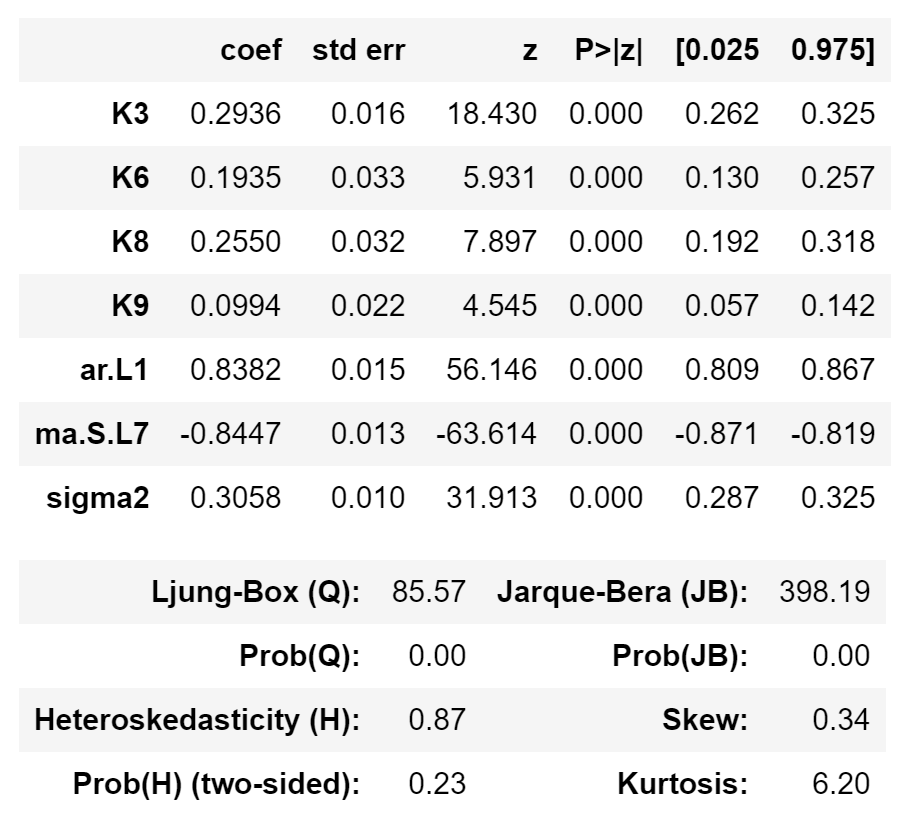 coef std err z P>|z| [0.025 0.975]
K3 0.2936 0.016 18.430 0.000 0.262 0.325
K6 0.1935 0.033 5.931 0.000 0.130 0.257
K8 0.2550 0.032 7.897 0.000 0.192 0.318
K9 0.0994 0.022 4.545 0.000 0.057 0.142
ar.L1 0.8382 0.015 56.146 0.000 0.809 0.867
ma.S.L7 -0.8447 0.013 -63.614 0.000 -0.871 -0.819
sigma2 0.3058 0.010 31.913 0.000 0.287 0.325
Ljung-Box (Q): 85.57 Jarque-Bera (JB): 398.19
Prob(Q): 0.00 Prob(JB): 0.00
Heteroskedasticity (H): 0.87 Skew: 0.34
Prob(H) (two-sided): 0.23 Kurtosis: 6.20